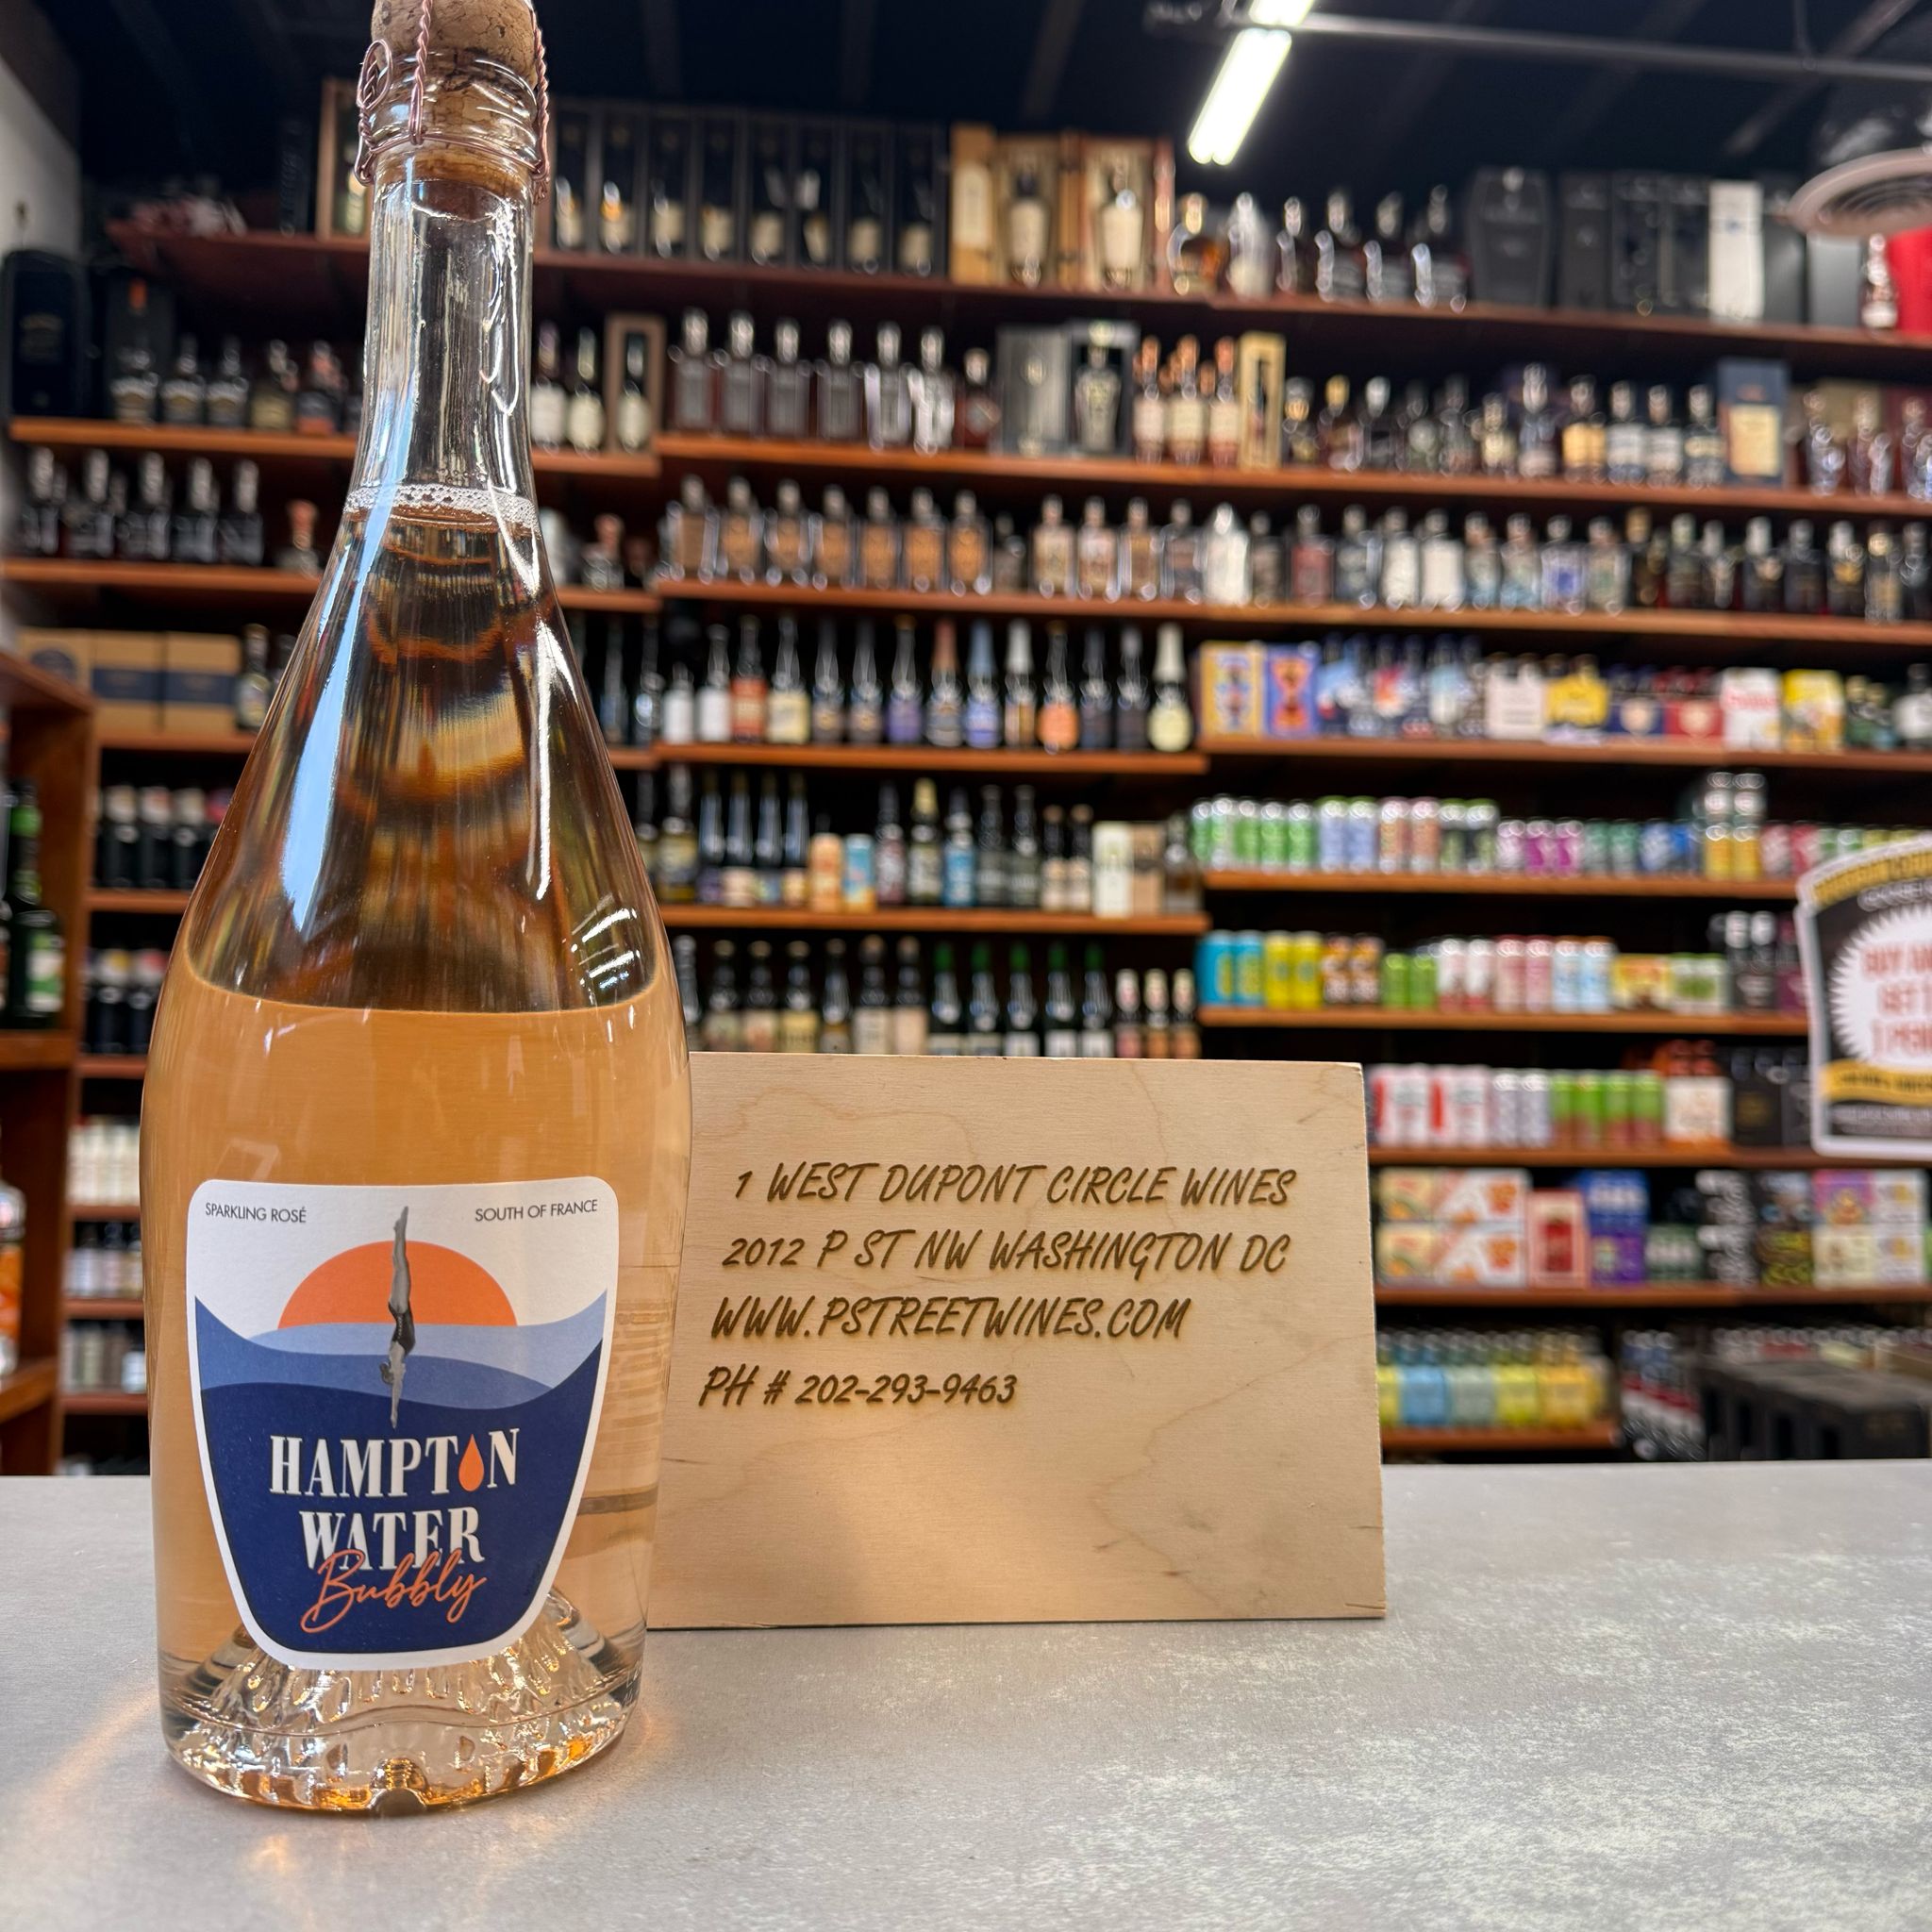 SPARKLING ROSÉ
SOUTH OF FRANCE
HAMPTON
WATER
Bubbly
1 WEST DUPONT CIRCLE WINES
2012 P ST NW WASHINGTON DC
WWW.PSTREETWINES.COM
PH # 202-293-9463